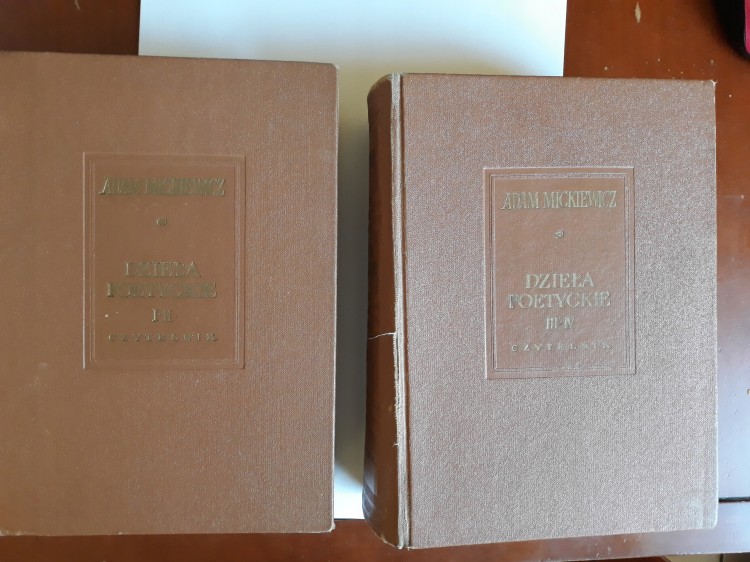 ADAM MICKIEWICZ
DZIEŁA
POETYCKIE
I-II
CZYTELNIK
ADAM MICKIEWICZ
DZIEŁA
POETYCKIE
III-IV
CZYTELNIK